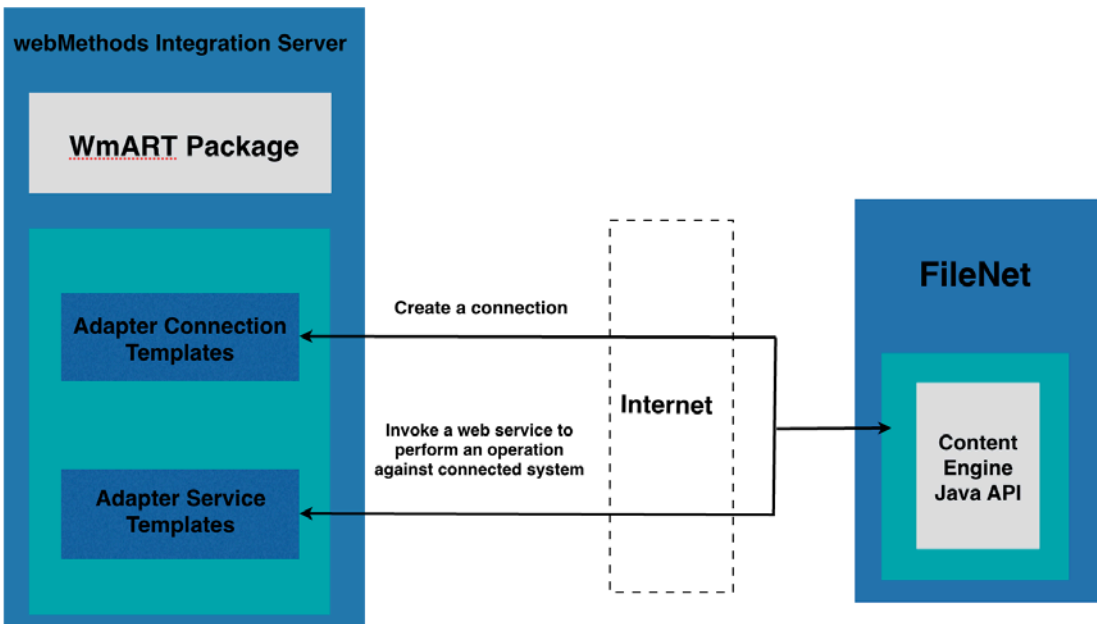 webMethods Integration Server
WmART Package
FileNet
Create a connection
Adapter Connection
Templates
Internet
Invoke a web service to
perform an operation
against connected system
Content
Engine
Java API
Adapter Service
Templates